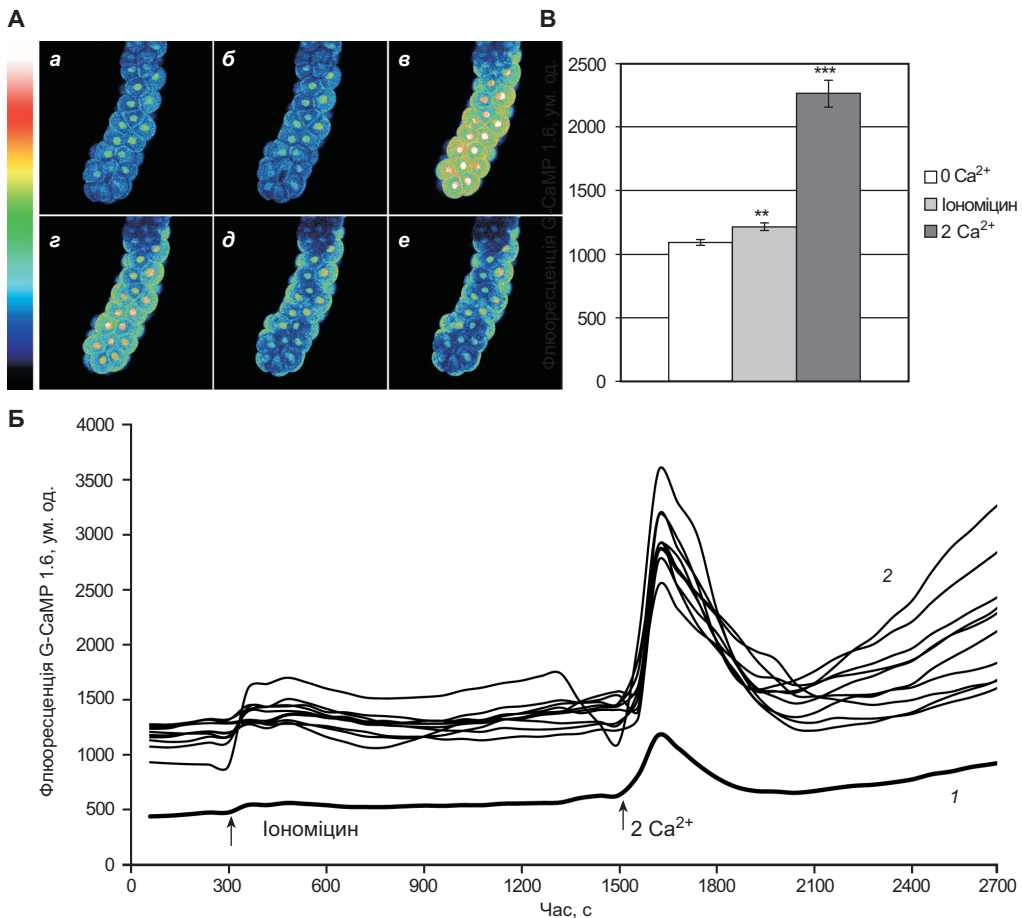 А
а
б
в
г
д
е
В
Флюоресценція G-CaMP 1.6, ум. од.
2500
2000
1500
1000
500
0
**
***
0 Ca²⁺
Іономіцин
2 Ca²⁺
Б
Флюоресценція G-CaMP 1.6, ум. од.
4000
3500
3000
2500
2000
1500
1000
500
0
2
1
Іономіцин
2 Ca²⁺
0 300 600 900 1200 1500 1800 2100 2400 2700
Час, с